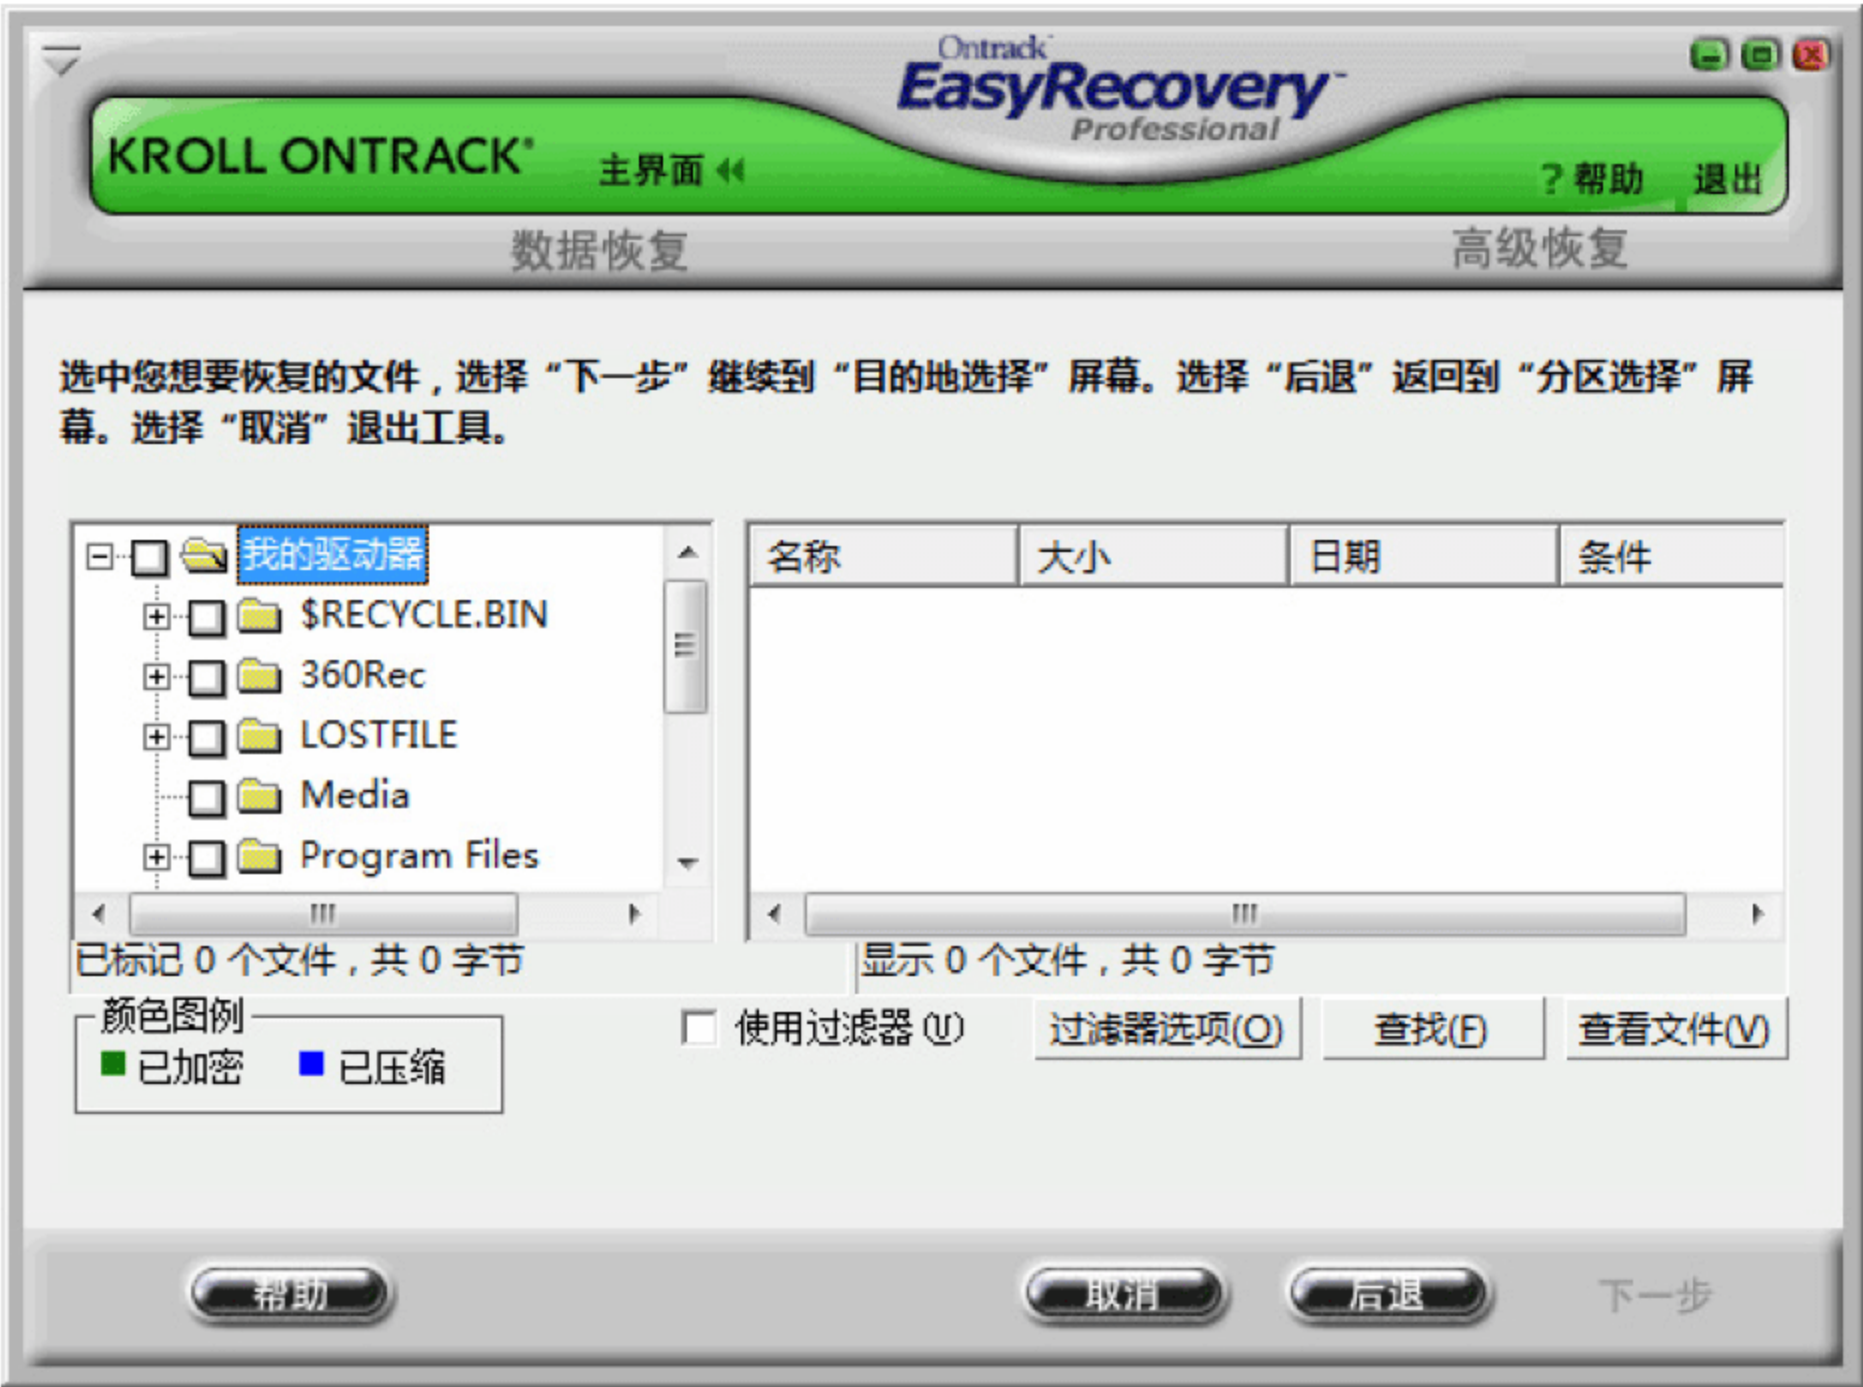 Ontrack
EasyRecovery™
Professional
KROLL ONTRACK®
主界面
?帮助 退出
数据恢复 高级恢复
选中您想要恢复的文件，选择“下一步”继续到“目的地选择”屏幕。选择“后退”返回到“分区选择”屏
幕。选择“取消”退出工具。
我的驱动器
$RECYCLE.BIN
360Rec
LOSTFILE
Media
Program Files
名称 大小 日期 条件
已标记 0 个文件，共 0 字节
显示 0 个文件，共 0 字节
颜色图例
已加密 已压缩
使用过滤器(U) 过滤器选项(O) 查找(F) 查看文件(V)
帮助 取消 后退 下一步